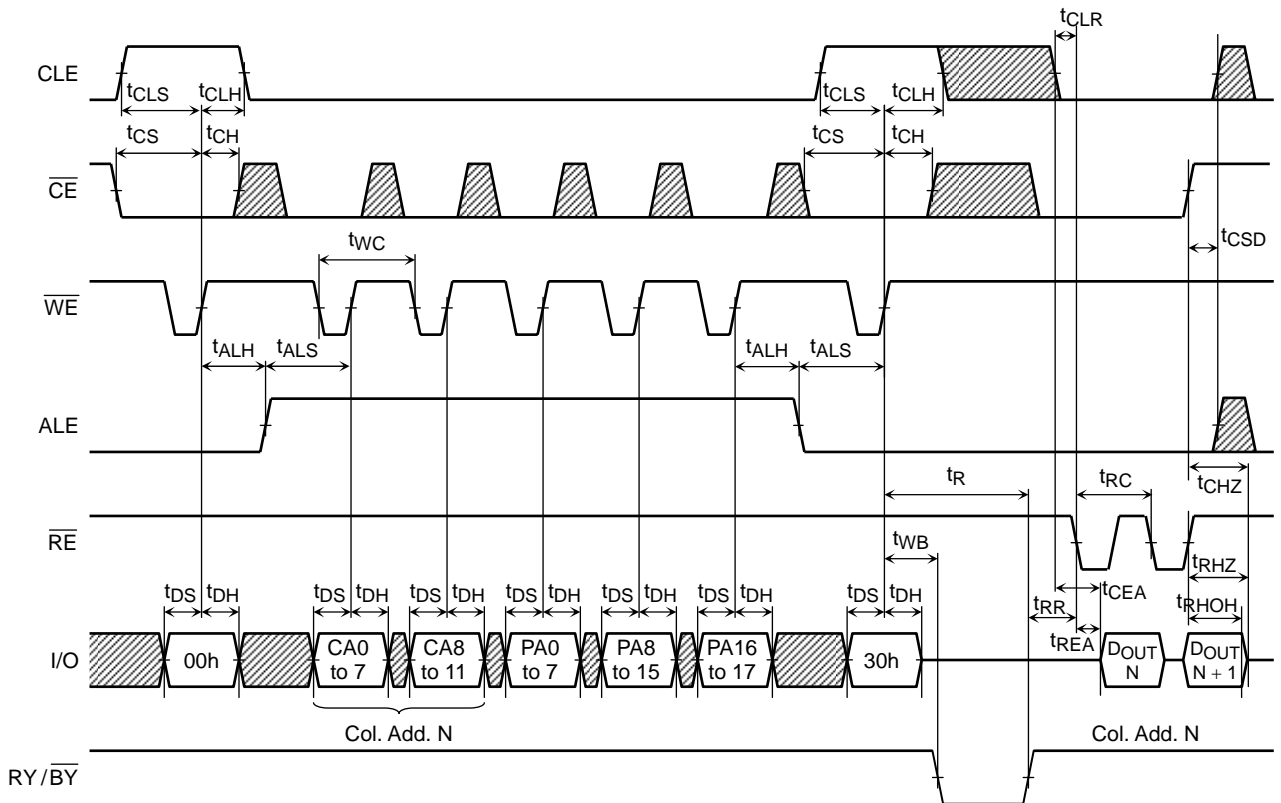 tCLR
CLE
tCLS tCLH tCLS tCLH
tCS tCH tCS tCH
CE
tCSD
tWC
WE
tALH tALS tALH tALS
ALE
tR tRC tCHZ
RE
tWB
tRHZ
tDS tDH tDS tDH tDS tDH tDS tDH tDS tDH tDS tDH tDS tDH
tCEA
tRR tRHOH
tREA
I/O
00h
CA0
to 7
CA8
to 11
PA0
to 7
PA8
to 15
PA16
to 17
30h
DOUT
N
DOUT
N + 1
Col. Add. N Col. Add. N
RY/BY